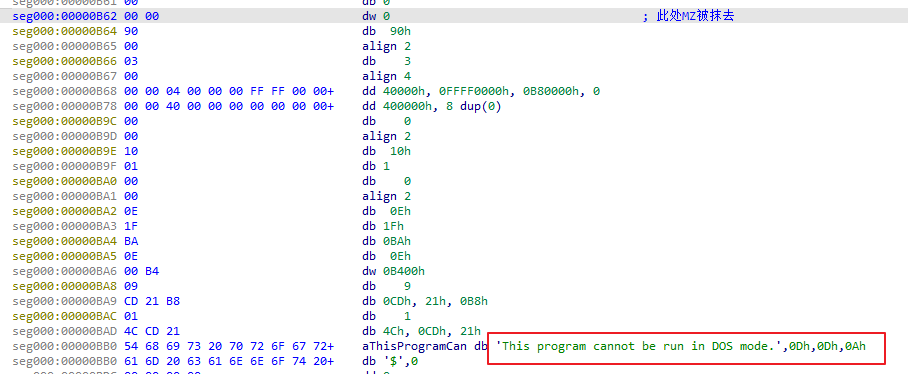 seg000:00000B61 00 db 0
seg000:00000B62 00 00 dw 0 ; 此处MZ被抹去
seg000:00000B64 90 db 90h
seg000:00000B65 00 align 2
seg000:00000B66 03 db 3
seg000:00000B67 00 align 4
seg000:00000B68 00 00 04 00 00 00 FF FF 00 00+ dd 40000h, 0FFFF0000h, 0B80000h, 0
seg000:00000B78 00 00 40 00 00 00 00 00 00 00+ dd 400000h, 8 dup(0)
seg000:00000B9C 00 db 0
seg000:00000B9D 00 align 2
seg000:00000B9E 10 db 10h
seg000:00000B9F 01 db 1
seg000:00000BA0 00 db 0
seg000:00000BA1 00 align 2
seg000:00000BA2 0E db 0Eh
seg000:00000BA3 1F db 1Fh
seg000:00000BA4 BA db 0BAh
seg000:00000BA5 0E db 0Eh
seg000:00000BA6 00 B4 dw 0B400h
seg000:00000BA8 09 db 9
seg000:00000BA9 CD 21 B8 db 0CDh, 21h, 0B8h
seg000:00000BAC 01 db 1
seg000:00000BAD 4C CD 21 db 4Ch, 0CDh, 21h
seg000:00000BB0 54 68 69 73 20 70 72 6F 67 72+ aThisProgramCan db 'This program cannot be run in DOS mode.',0Dh,0Dh,0Ah
seg000:00000BB0 61 6D 20 63 61 6E 6E 6F 74 20+ db '$',0